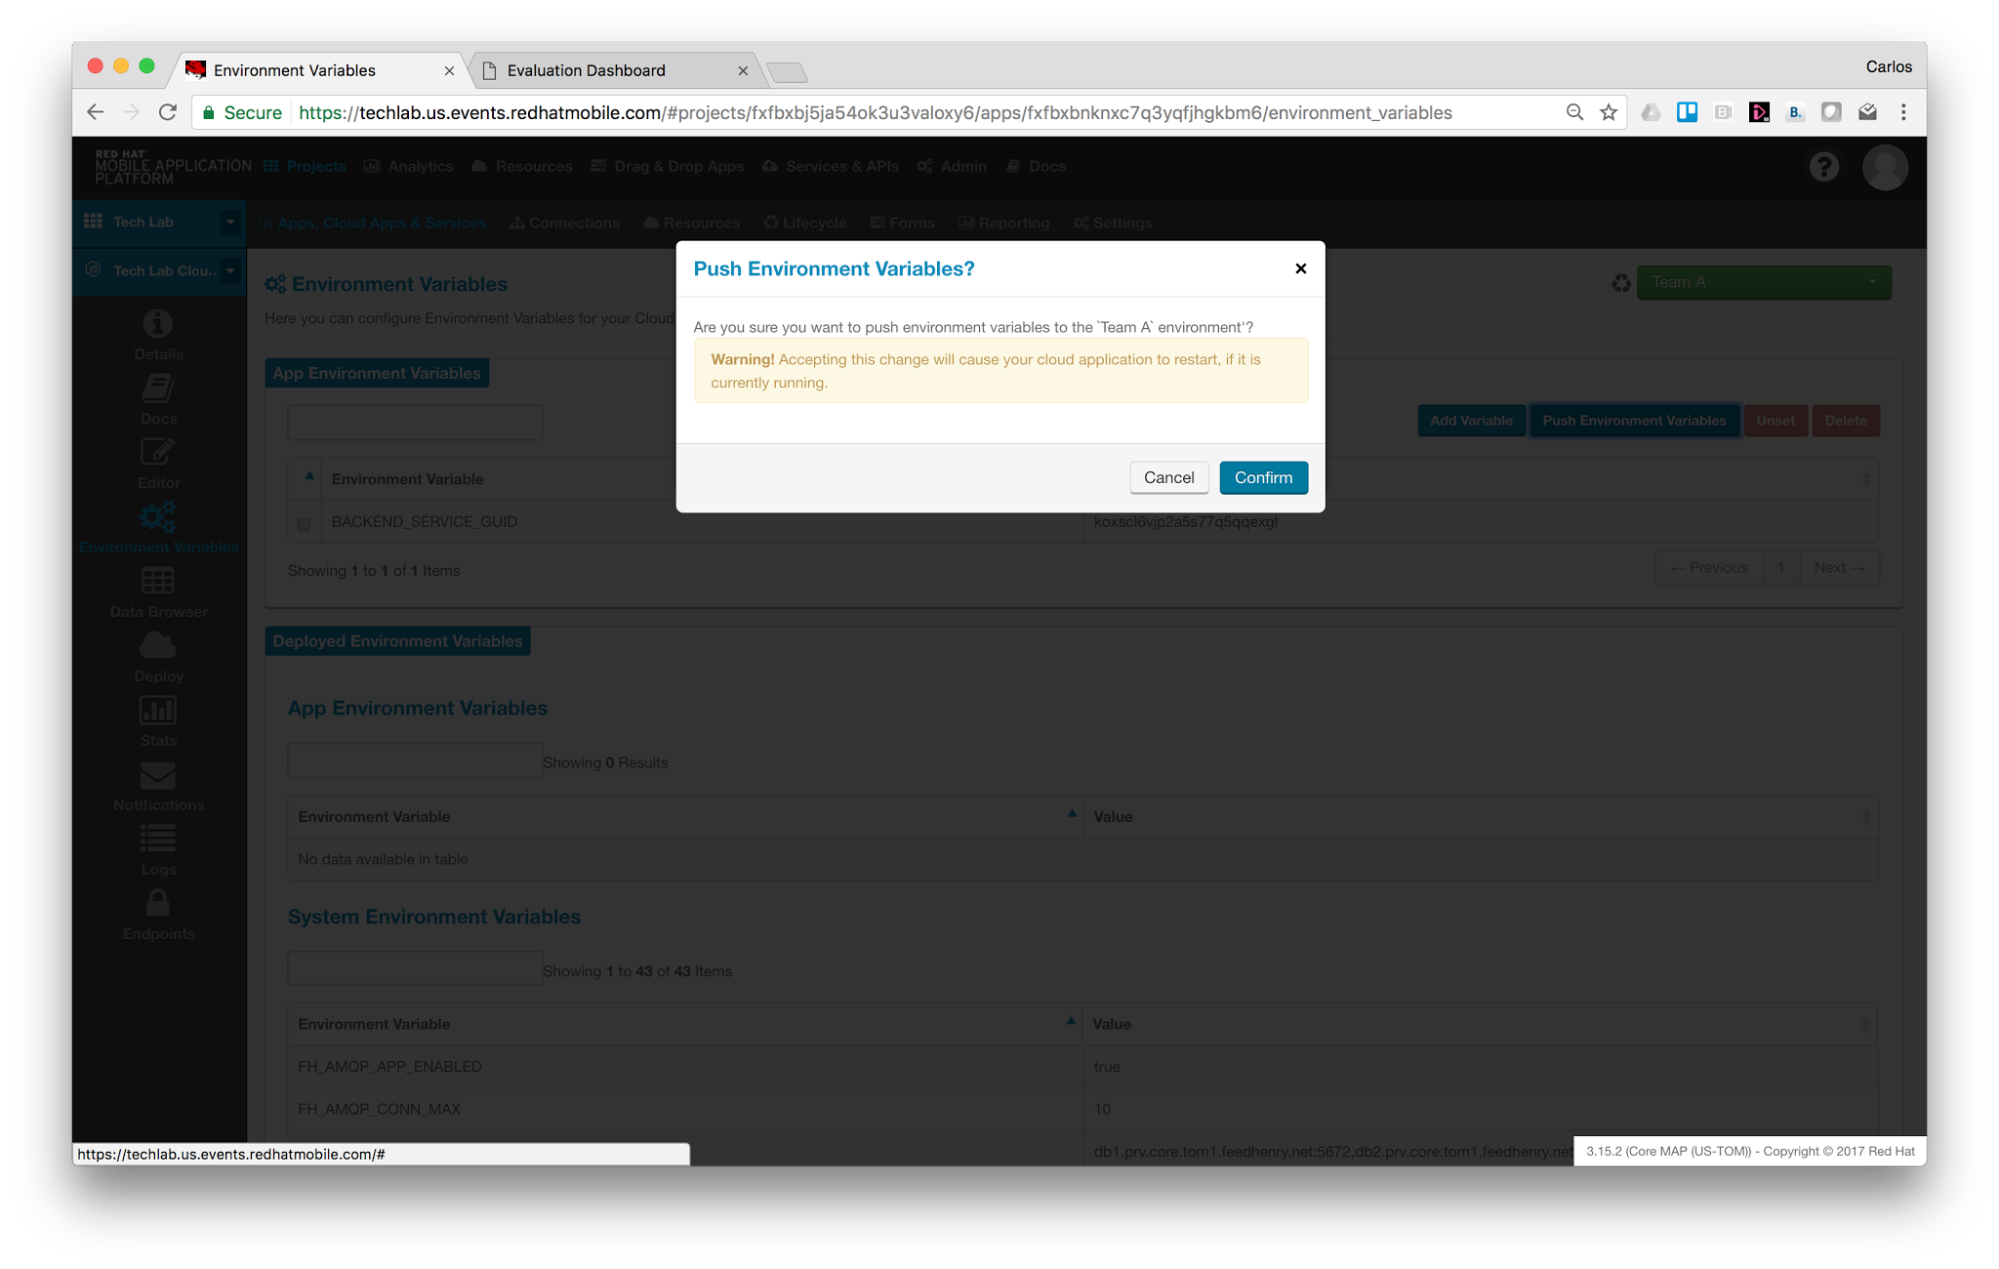 Environment Variables
Evaluation Dashboard
Carlos
Secure https://techlab.us.events.redhatmobile.com/#projects/fxfbxbj5ja54ok3u3valoxy6/apps/fxfbxbnknxc7q3yqfjhgkbm6/environment_variables
B.
RED HAT
MOBILE APPLICATION
PLATFORM
Projects Analytics Resources Drag & Drop Apps Services & APIs Admin Docs
?
Tech Lab
Apps, Cloud Apps & Services Connections Resources Lifecycle Forms Reporting Settings
Tech Lab Clou..
Details
Docs
Editor
Environment Variables
Data Browser
Deploy
Stats
Notifications
Logs
Endpoints
Environment Variables
Team A
Here you can configure Environment Variables for your Cloud
Push Environment Variables?
Are you sure you want to push environment variables to the `Team A` environment'?
Warning! Accepting this change will cause your cloud application to restart, if it is
currently running.
Cancel Confirm
App Environment Variables
Add Variable Push Environment Variables Unset Delete
Environment Variable
BACKEND_SERVICE_GUID koxscl6vjp2a5s77q5qqexgl
Showing 1 to 1 of 1 Items
← Previous 1 Next →
Deployed Environment Variables
App Environment Variables
Showing 0 Results
Environment Variable Value
No data available in table
System Environment Variables
Showing 1 to 43 of 43 Items
Environment Variable Value
FH_AMQP_APP_ENABLED true
FH_AMQP_CONN_MAX 10
db1.prv.core.tom1.feedhenry.net:5672,db2.prv.core.tom1.feedhenry.net
https://techlab.us.events.redhatmobile.com/#
3.15.2 (Core MAP (US-TOM)) - Copyright © 2017 Red Hat